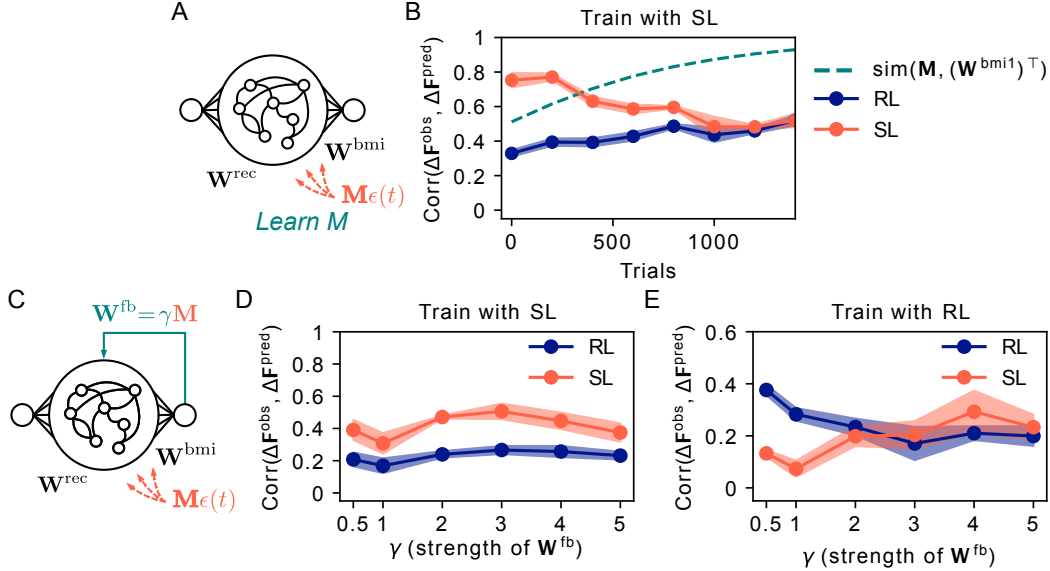 A
W^bmi
W^rec
Mϵ(t)
Learn M
B
Train with SL
Corr(ΔF^obs, ΔF^pred)
1
0.8
0.6
0.4
0.2
0
0
500
1000
Trials
sim(M, (W^bmi1)^⊤)
RL
SL
C
W^fb=γM
W^bmi
W^rec
Mϵ(t)
D
Train with SL
Corr(ΔF^obs, ΔF^pred)
1
0.8
0.6
0.4
0.2
0
RL
SL
0.5 1 2 3 4 5
γ (strength of W^fb)
E
Train with RL
Corr(ΔF^obs, ΔF^pred)
0.6
0.4
0.2
0
RL
SL
0.5 1 2 3 4 5
γ (strength of W^fb)